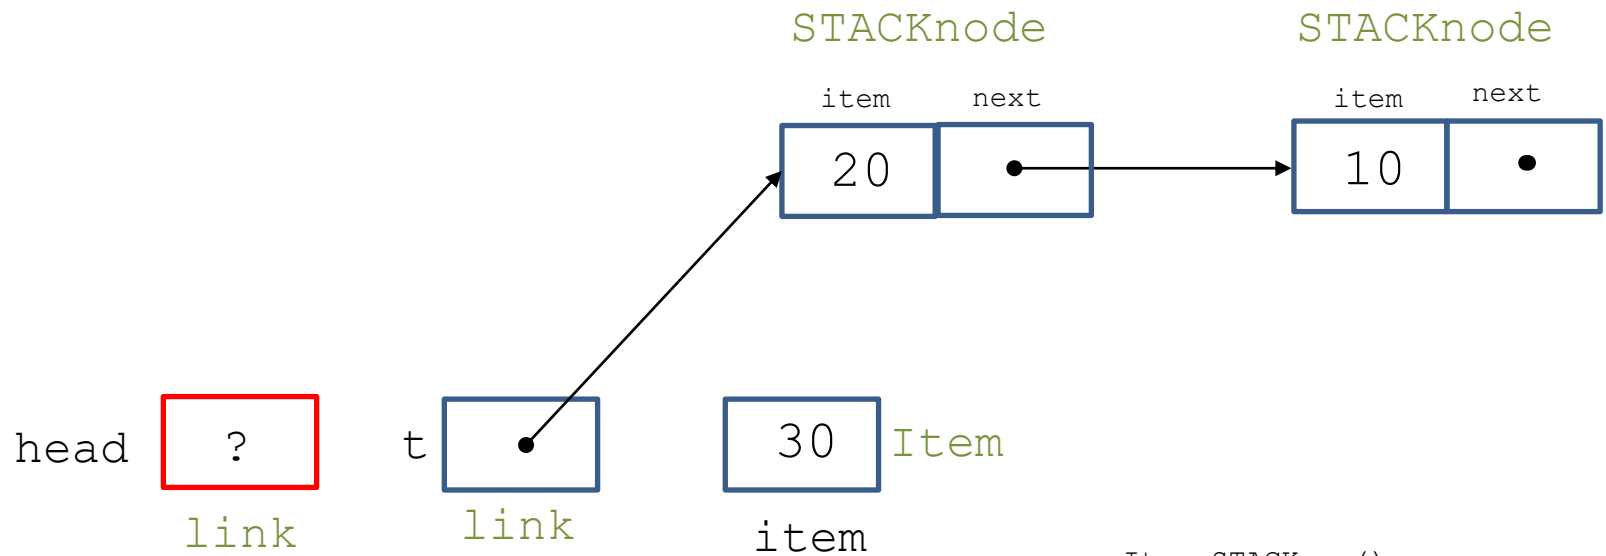 STACKnode STACKnode
item next item next
20 10
head ? t 30 Item
link link item